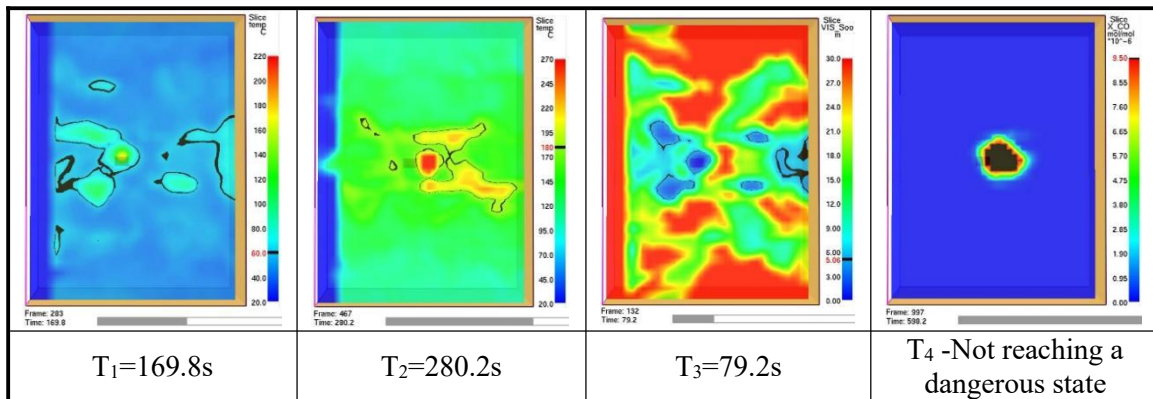 Slice
temp
C
220
200
180
160
140
120
100
80.0
60.0
40.0
20.0
Frame: 283
Time: 169.8
Slice
temp
C
270
245
220
195
180
170
145
120
95.0
70.0
45.0
20.0
Frame: 467
Time: 280.2
Slice
VIS_Soo
m
30.0
27.0
24.0
21.0
18.0
15.0
12.0
9.00
6.00
5.06
3.00
0.00
Frame: 132
Time: 79.2
Slice
X_CO
mol/mol
*10^-6
9.50
8.55
7.60
6.65
5.70
4.75
3.80
2.85
1.90
0.95
0.00
Frame: 997
Time: 598.2
T₁=169.8s
T₂=280.2s
T₃=79.2s
T₄ -Not reaching a
dangerous state